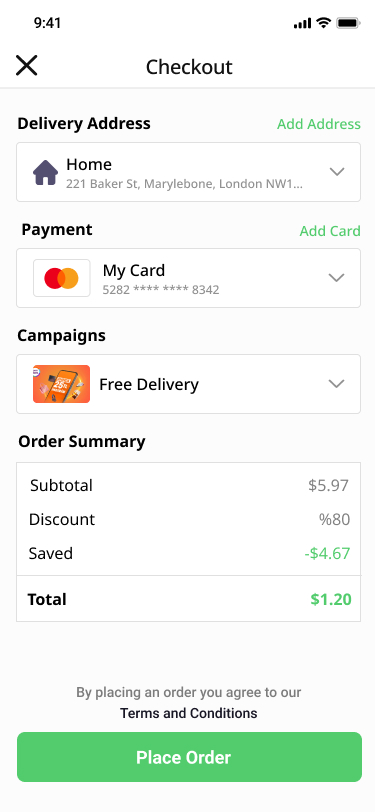 9:41
Checkout
Delivery Address
Add Address
Home
221 Baker St, Marylebone, London NW1...
Payment
Add Card
My Card
5282 **** **** 8342
Campaigns
Free Delivery
Order Summary
Subtotal $5.97
Discount %80
Saved -$4.67
Total $1.20
By placing an order you agree to our
Terms and Conditions
Place Order